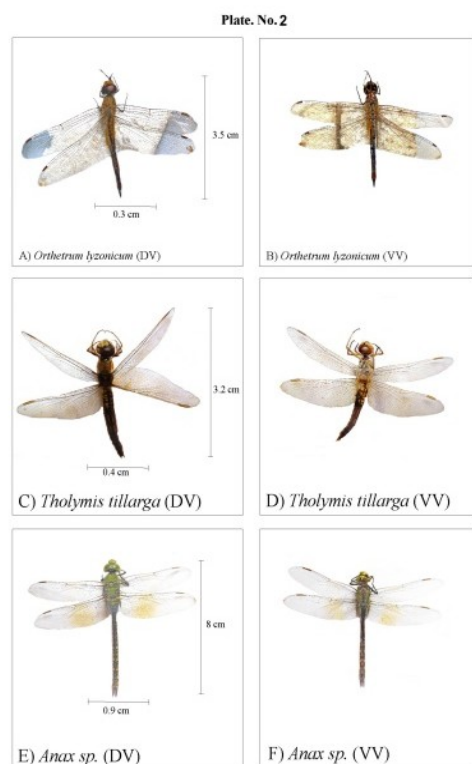 Plate. No.2
3.5 cm
0.3 cm
A) Orthetrum lyzonicum (DV)
B) Orthetrum lyzonicum (VV)
3.2 cm
0.4 cm
C) Tholymis tillarga (DV)
D) Tholymis tillarga (VV)
8 cm
0.9 cm
E) Anax sp. (DV)
F) Anax sp. (VV)